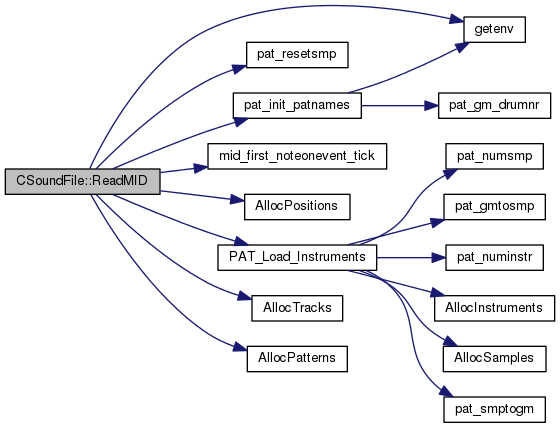 getenv
pat_resetsmp
pat_init_patnames
pat_gm_drumnr
mid_first_noteonevent_tick
pat_numsmp
CSoundFile::ReadMID
AllocPositions
pat_gmtosmp
PAT_Load_Instruments
pat_numinstr
AllocTracks
AllocInstruments
AllocPatterns
AllocSamples
pat_smptogm